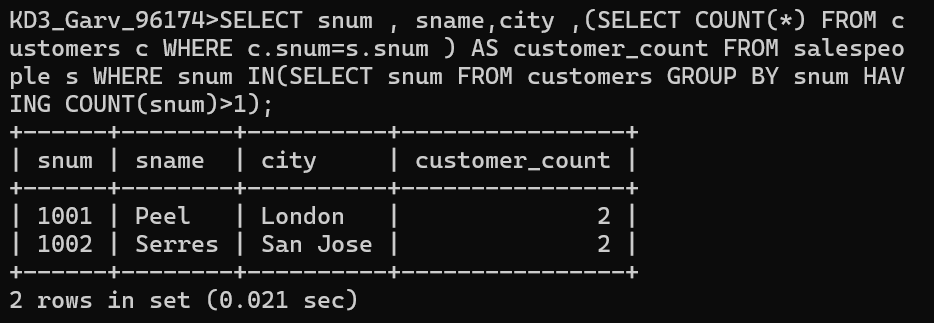 KD3_Garv_96174>SELECT snum , sname,city ,(SELECT COUNT(*) FROM c
ustomers c WHERE c.snum=s.snum ) AS customer_count FROM salespeo
ple s WHERE snum IN(SELECT snum FROM customers GROUP BY snum HAV
ING COUNT(snum)>1);
+------+--------+----------+----------------+
| snum | sname  | city     | customer_count |
+------+--------+----------+----------------+
| 1001 | Peel   | London   |              2 |
| 1002 | Serres | San Jose |              2 |
+------+--------+----------+----------------+
2 rows in set (0.021 sec)